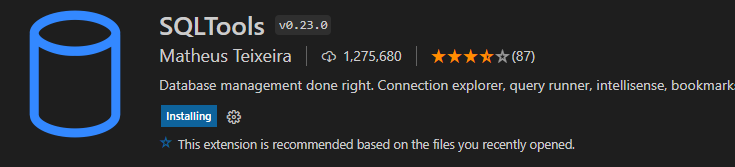 SQLTools v0.23.0
Matheus Teixeira 1,275,680 (87)
Database management done right. Connection explorer, query runner, intellisense, bookmarks
Installing
This extension is recommended based on the files you recently opened.